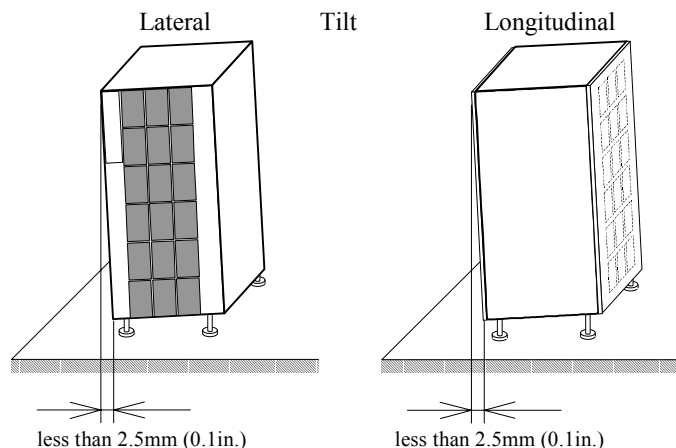 Lateral Tilt Longitudinal
less than 2.5mm (0.1in.) less than 2.5mm (0.1in.)